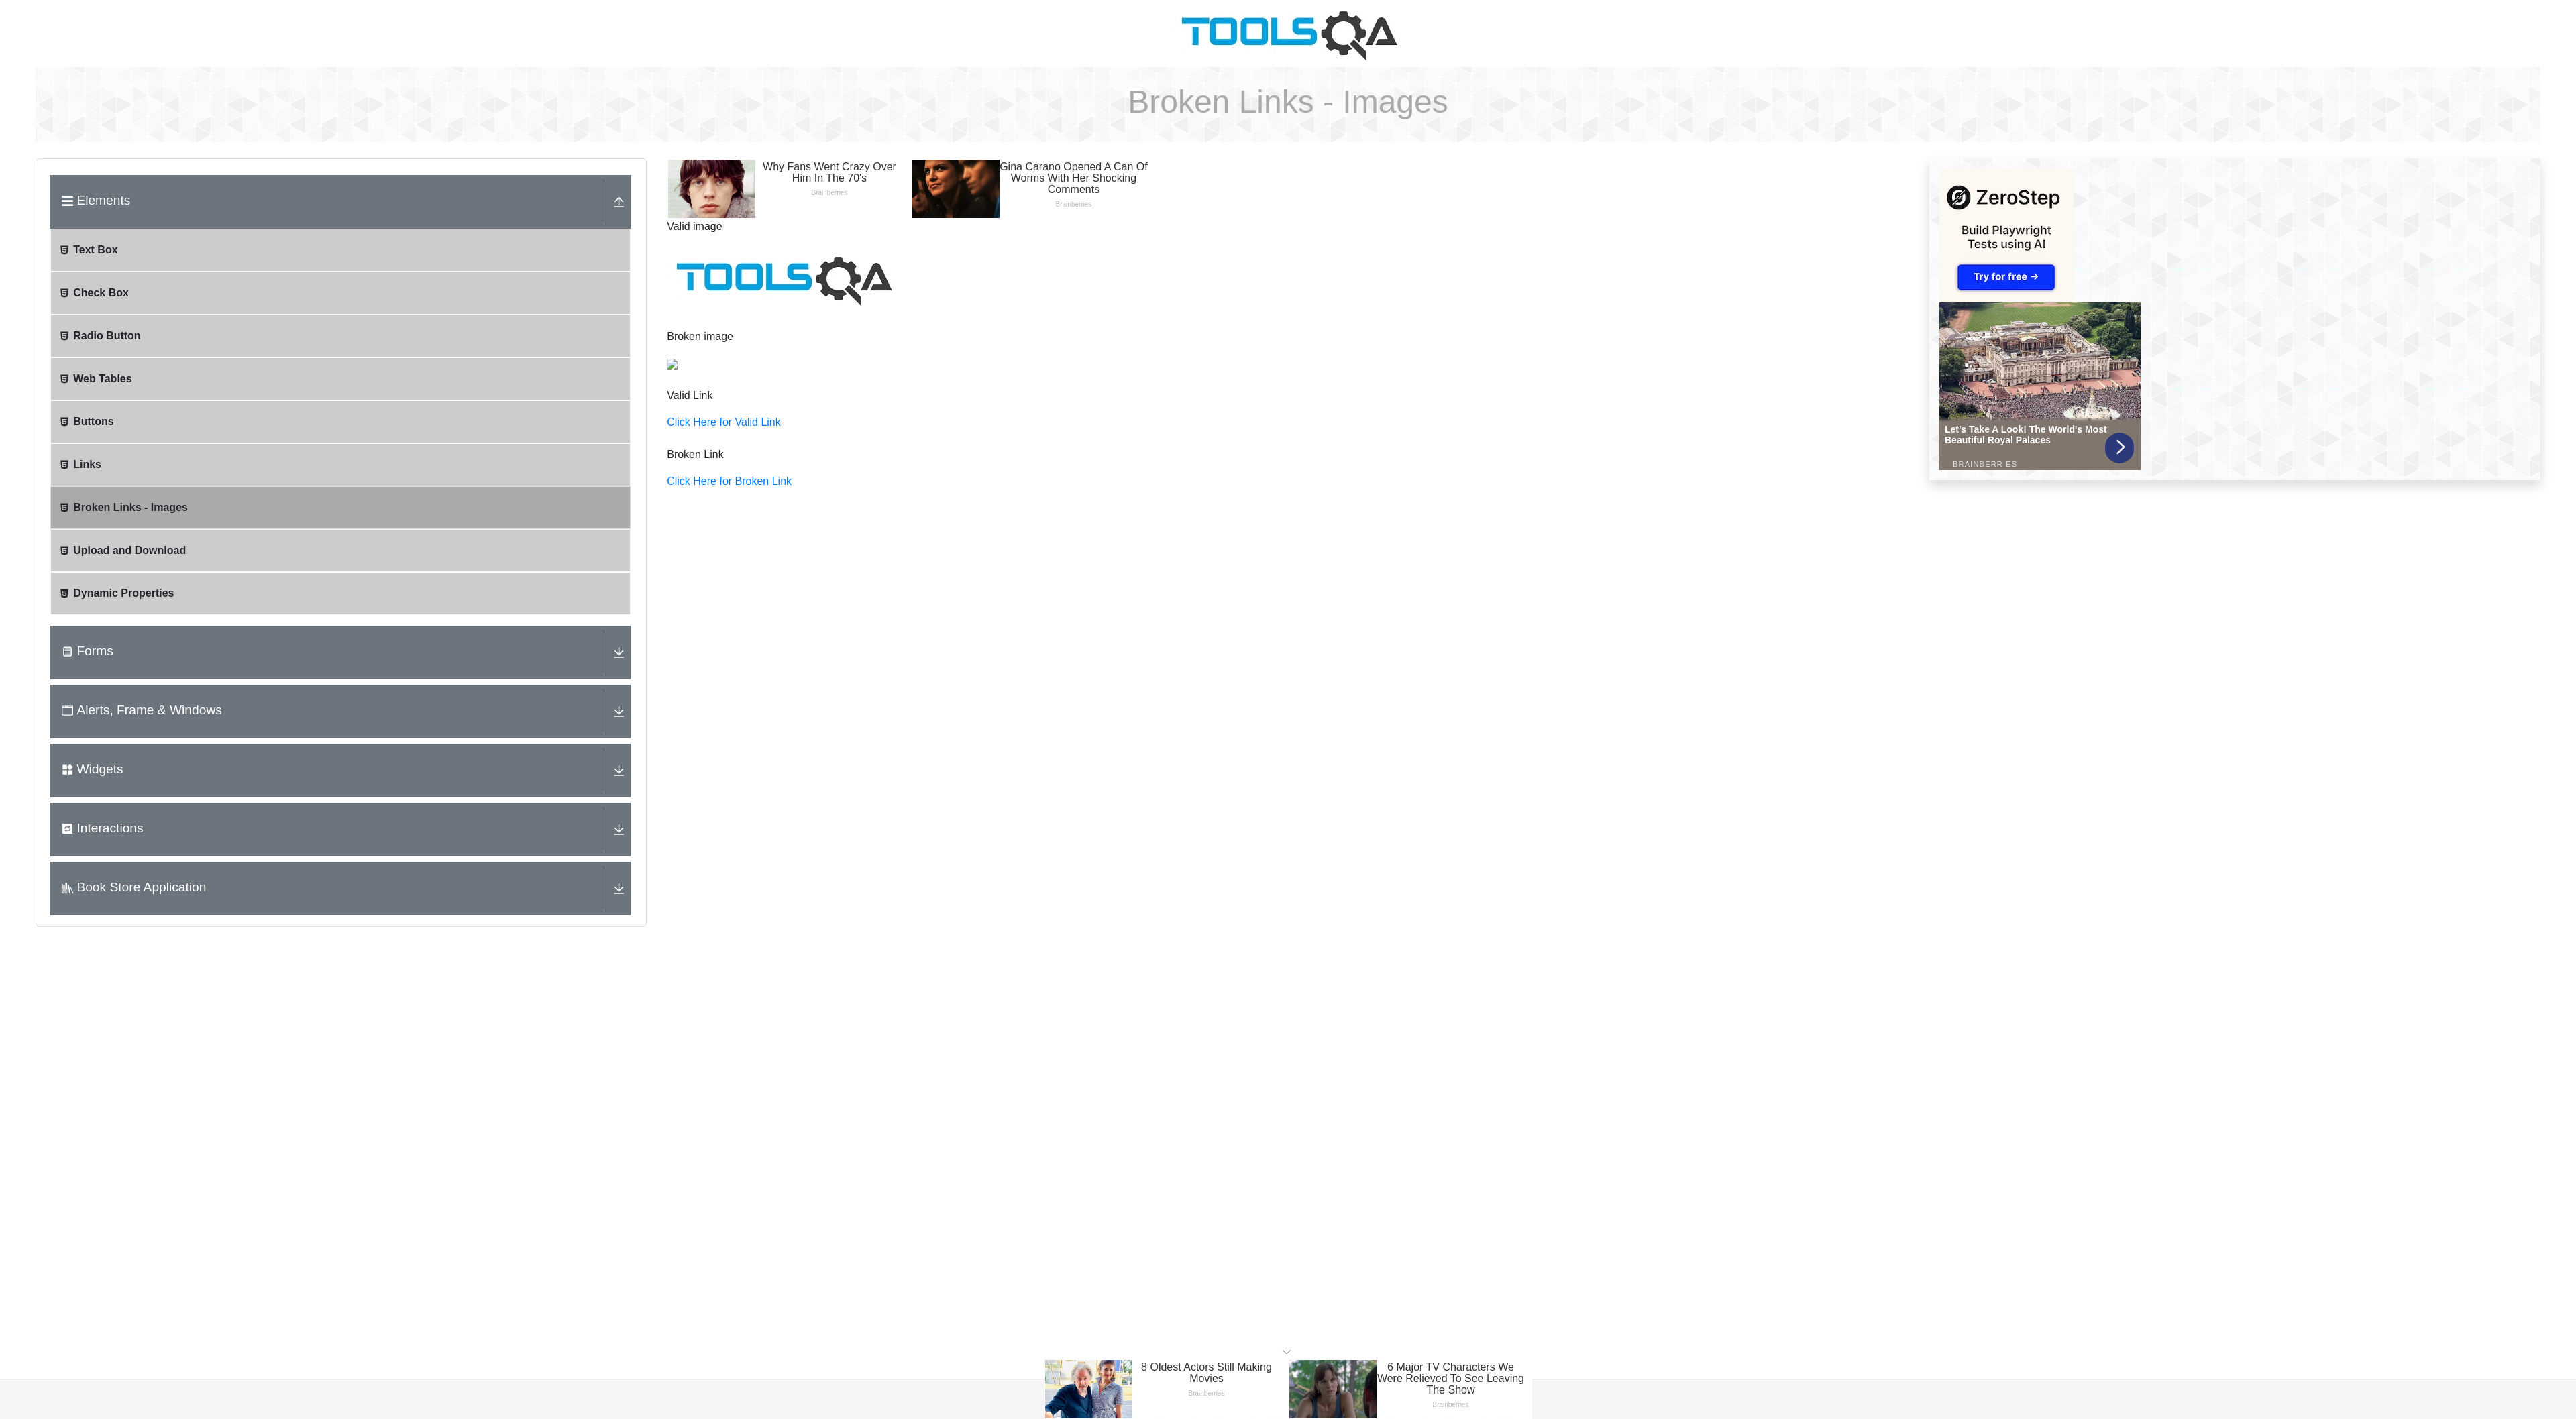 TOOLSQA
Broken Links - Images
Elements
Text Box
Check Box
Radio Button
Web Tables
Buttons
Links
Broken Links - Images
Upload and Download
Dynamic Properties
Forms
Alerts, Frame & Windows
Widgets
Interactions
Book Store Application
Why Fans Went Crazy Over
Him In The 70's
Brainberries
Gina Carano Opened A Can Of
Worms With Her Shocking
Comments
Brainberries
Valid image
TOOLSQA
Broken image
Valid Link
Click Here for Valid Link
Broken Link
Click Here for Broken Link
ZeroStep
Build Playwright
Tests using AI
Try for free →
Let's Take A Look! The World's Most
Beautiful Royal Palaces
BRAINBERRIES
8 Oldest Actors Still Making
Movies
Brainberries
6 Major TV Characters We
Were Relieved To See Leaving
The Show
Brainberries